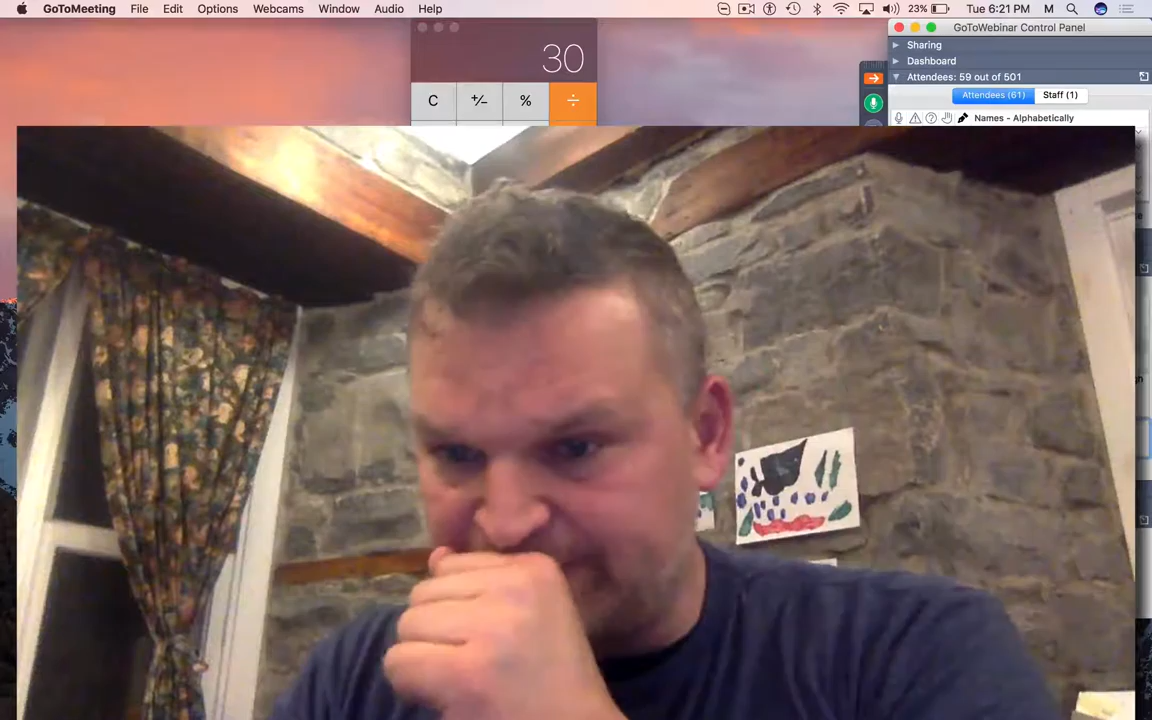 GoToMeeting File Edit Options Webcams Window Audio Help 23% Tue 6:21 PM M
GoToWebinar Control Panel
30
Sharing
Dashboard
Attendees: 59 out of 501
C +/- % ÷
Attendees (61) Staff (1)
Names - Alphabetically